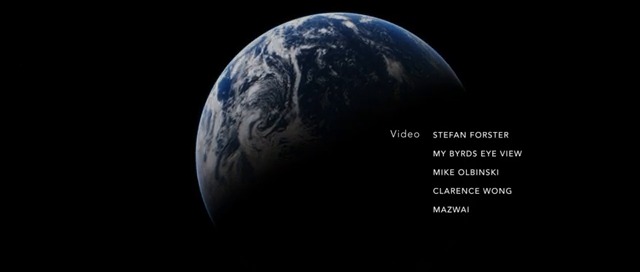 Video STEFAN FORSTER
MY BYRDS EYE VIEW
MIKE OLBINSKI
CLARENCE WONG
MAZWAI